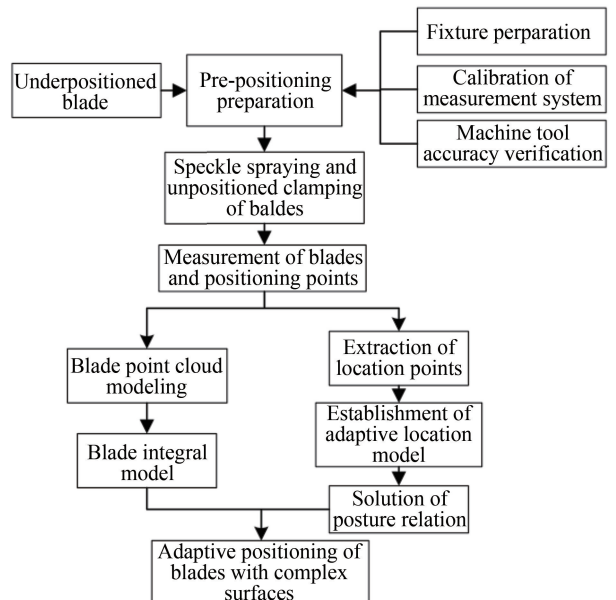 Fixture perparation
Underpositioned
blade
Pre-positioning
preparation
Calibration of
measurement system
Machine tool
accuracy verification
Speckle spraying and
unpositioned clamping
of baldes
Measurement of blades
and positioning points
Blade point cloud
modeling
Extraction of
location points
Blade integral
model
Establishment of
adaptive location
model
Solution of
posture relation
Adaptive positioning of
blades with complex
surfaces